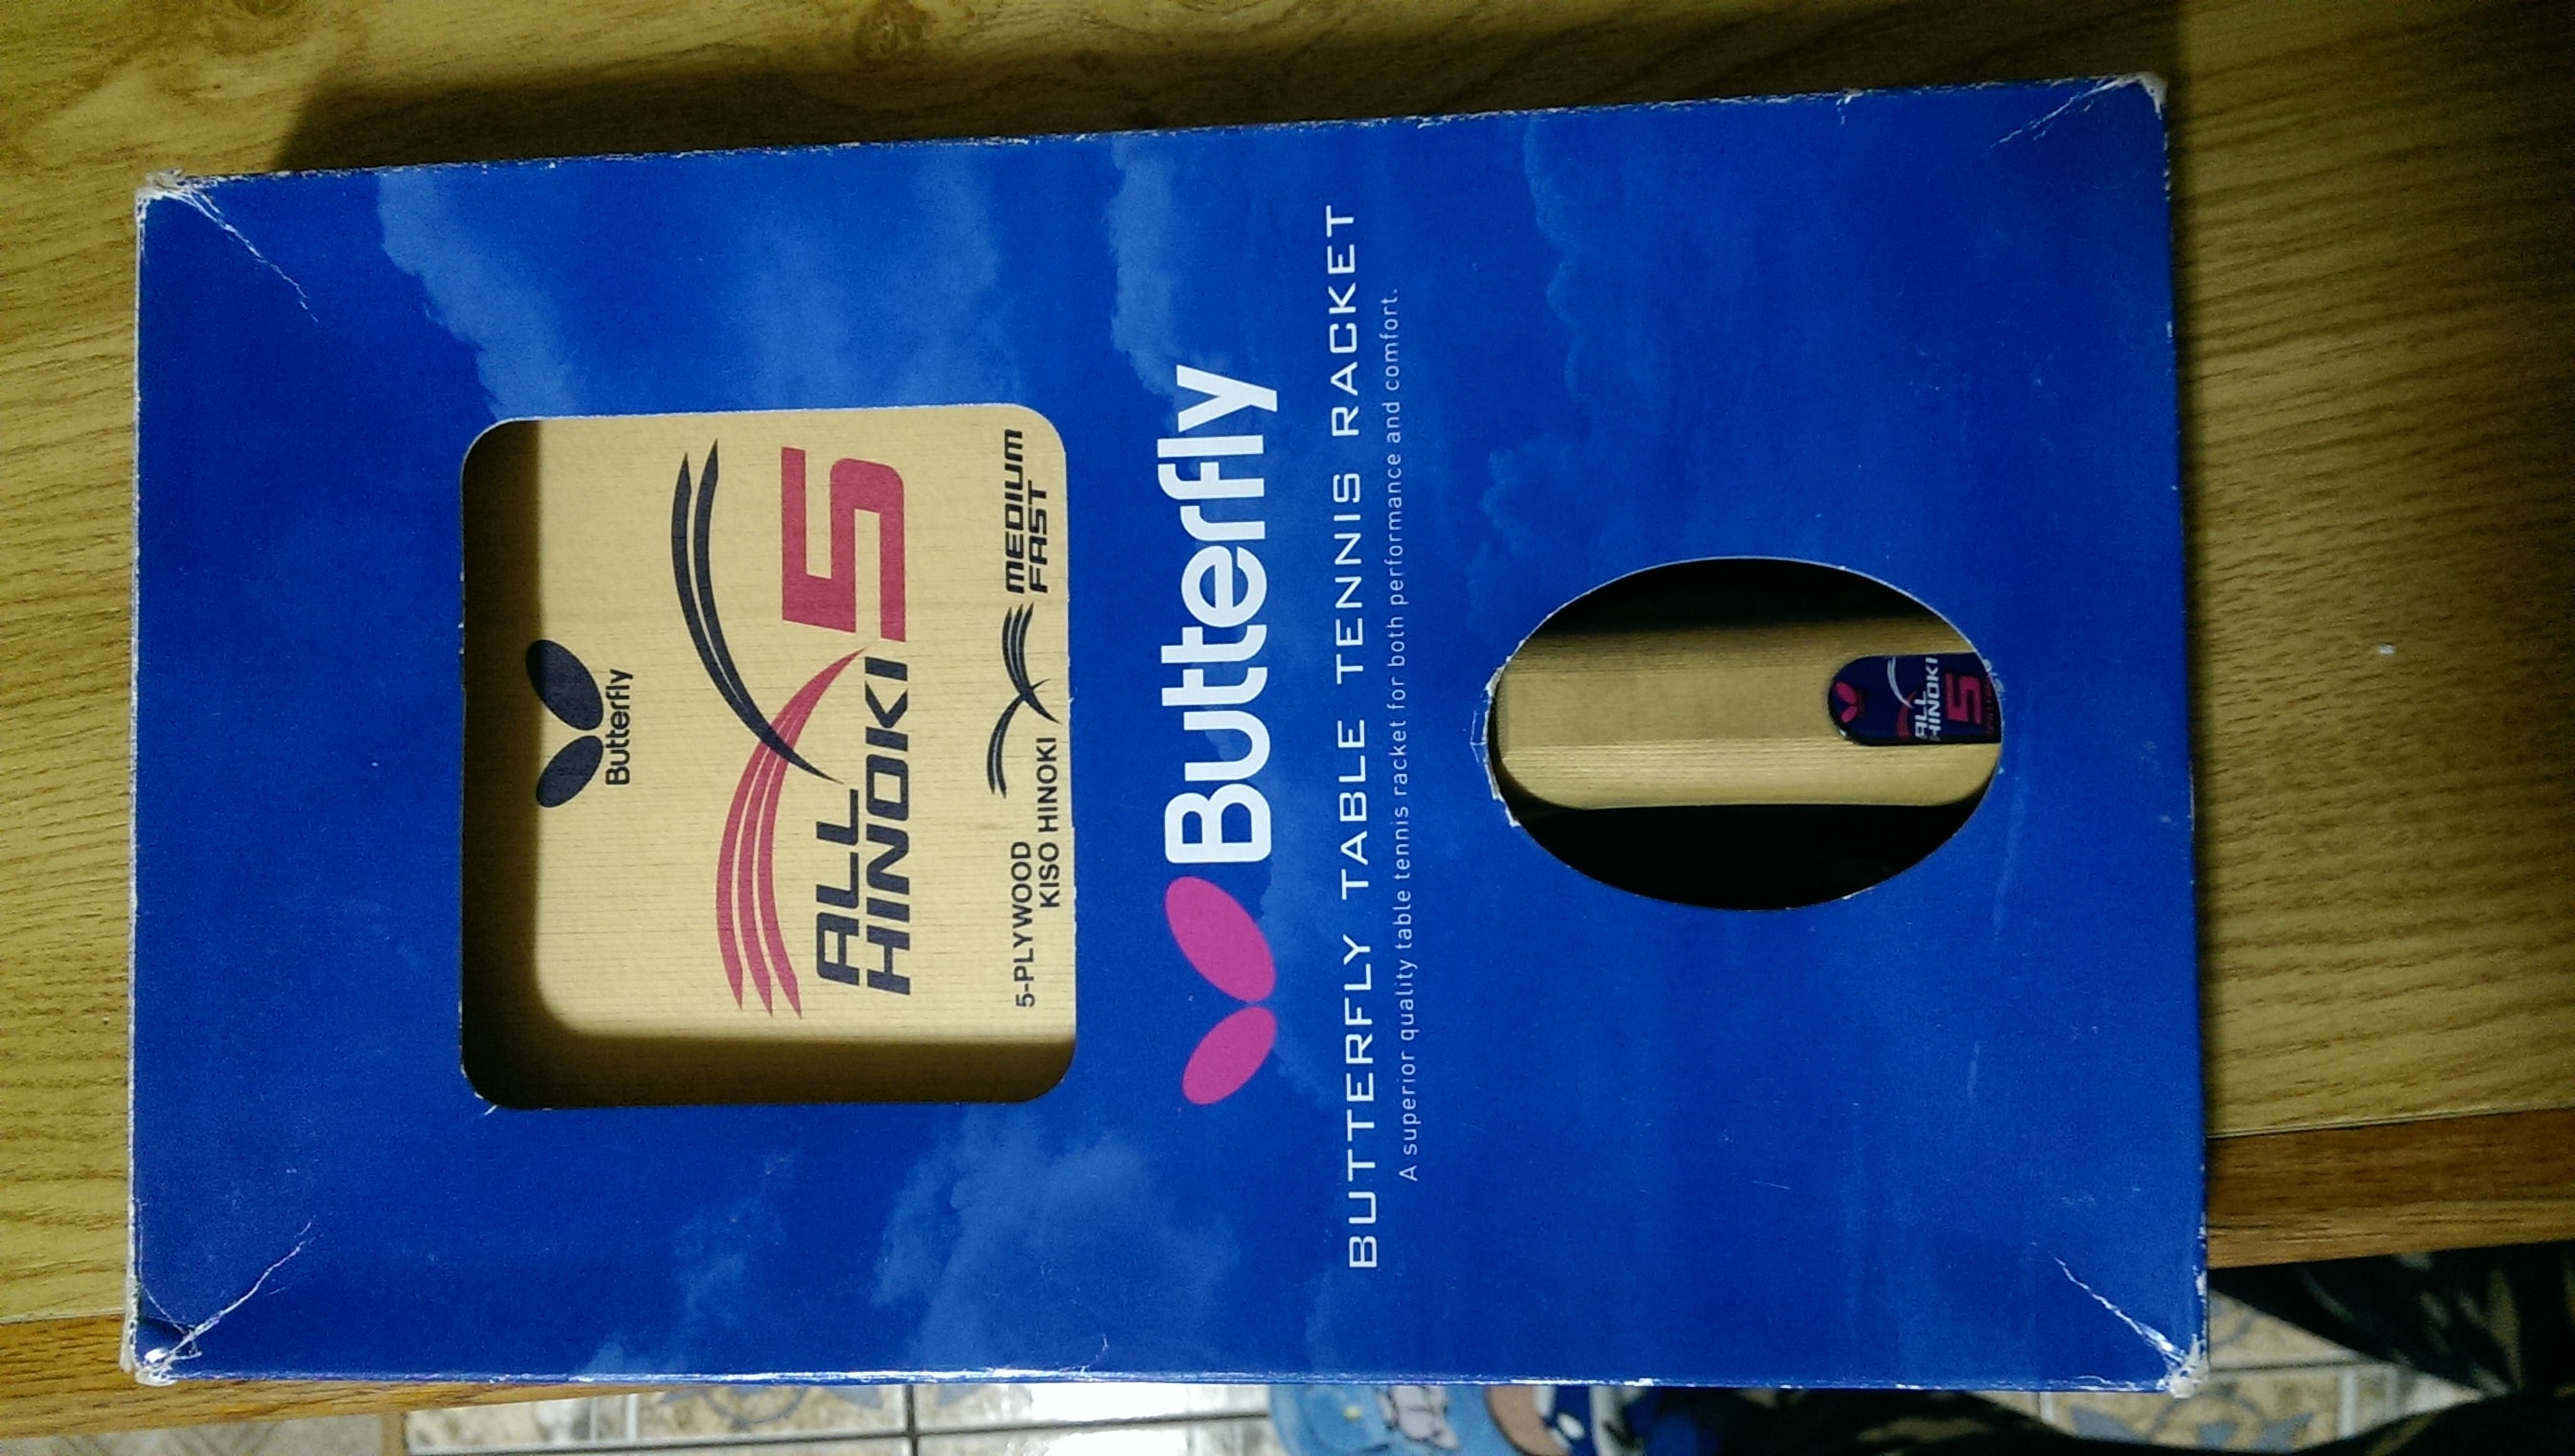 Butterfly
ALL
HINOKI 5
5-PLYWOOD
KISO HINOKI
MEDIUM
FAST
Butterfly
BUTTERFLY TABLE TENNIS RACKET
A superior quality table tennis racket for both performance and comfort.
ALL
HINOKI
5